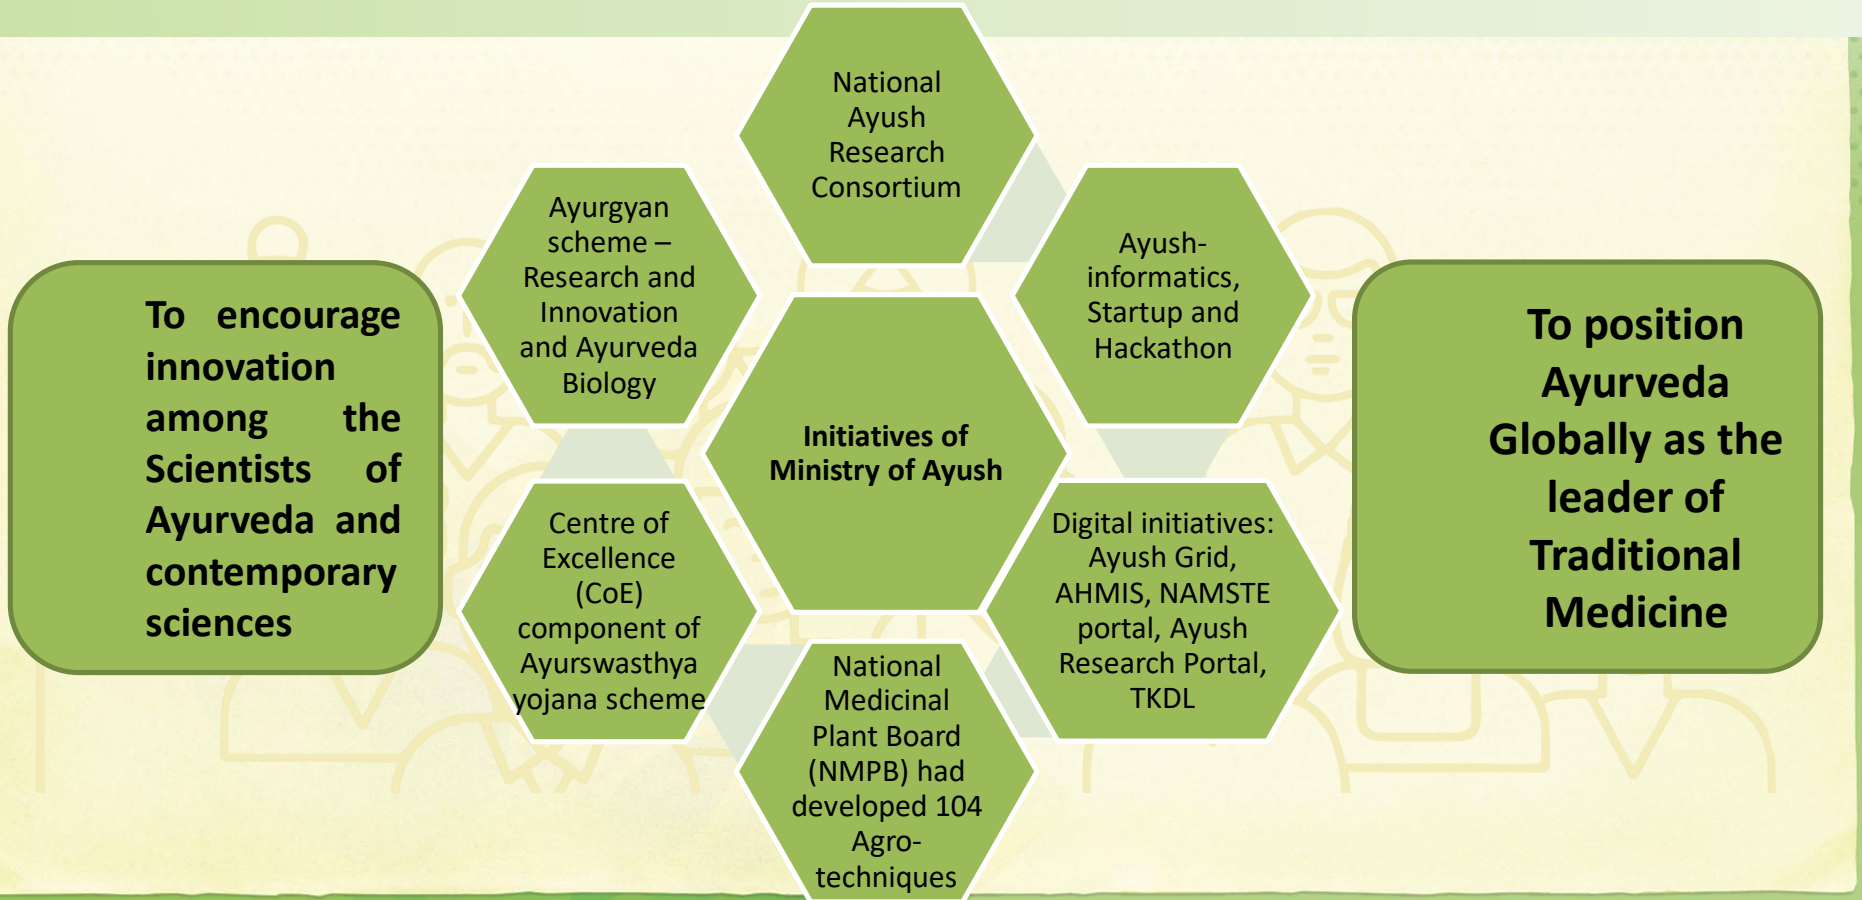 National
Ayush
Research
Consortium
Ayurgyan
scheme –
Research and
Innovation
and Ayurveda
Biology
Ayush-
informatics,
Startup and
Hackathon
To encourage
innovation
among the
Scientists of
Ayurveda and
contemporary
sciences
Initiatives of
Ministry of Ayush
To position
Ayurveda
Globally as the
leader of
Traditional
Medicine
Centre of
Excellence
(CoE)
component of
Ayurswasthya
yojana scheme
Digital initiatives:
Ayush Grid,
AHMIS, NAMSTE
portal, Ayush
Research Portal,
TKDL
National
Medicinal
Plant Board
(NMPB) had
developed 104
Agro-
techniques